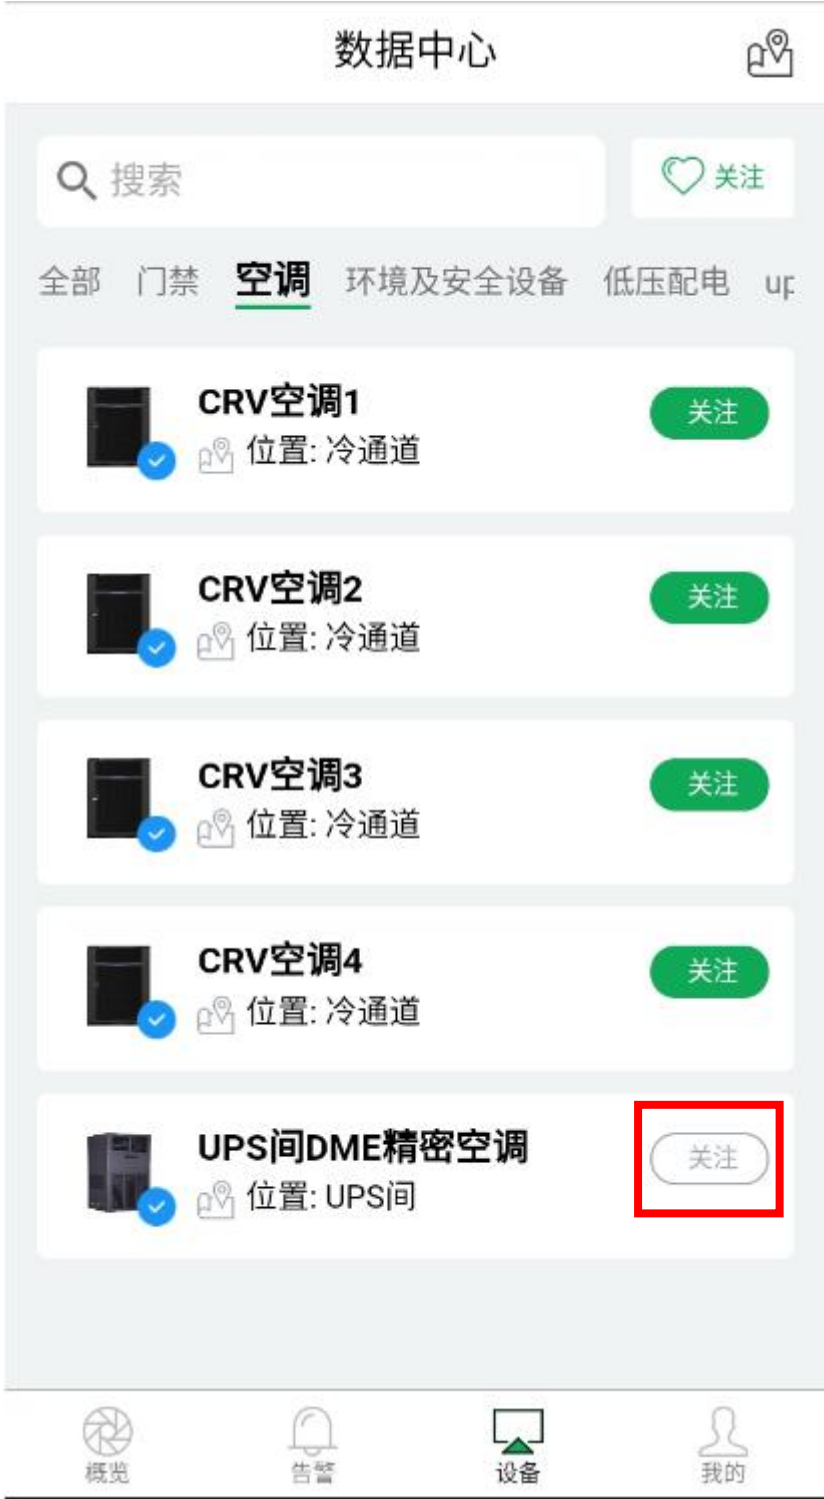 数据中心
搜索
关注
全部 门禁 空调 环境及安全设备 低压配电 up
CRV空调1
关注
位置: 冷通道
CRV空调2
关注
位置: 冷通道
CRV空调3
关注
位置: 冷通道
CRV空调4
关注
位置: 冷通道
UPS间DME精密空调
关注
位置: UPS间
概览 告警 设备 我的